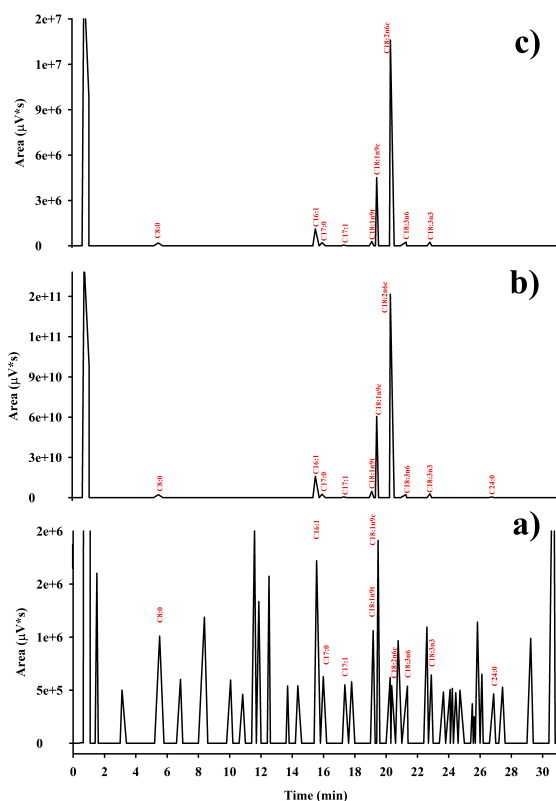 c)
2e+7
1e+7
9e+6
6e+6
3e+6
0
Area (µV*s)
C8:0
C16:1
C17:0
C17:1
C18:1n9t
C18:1n9c
C18:2n6c
C18:3n6
C18:3n3
b)
2e+11
1e+11
9e+10
6e+10
3e+10
0
Area (µV*s)
C8:0
C16:1
C17:0
C17:1
C18:1n9t
C18:1n9c
C18:2n6c
C18:3n6
C18:3n3
C24:0
a)
2e+6
2e+6
1e+6
5e+5
0
Area (µV*s)
C8:0
C16:1
C17:0
C17:1
C18:1n9t
C18:1n9c
C18:2n6c
C18:3n6
C18:3n3
C24:0
0 2 4 6 8 10 12 14 16 18 20 22 24 26 28 30
Time (min)